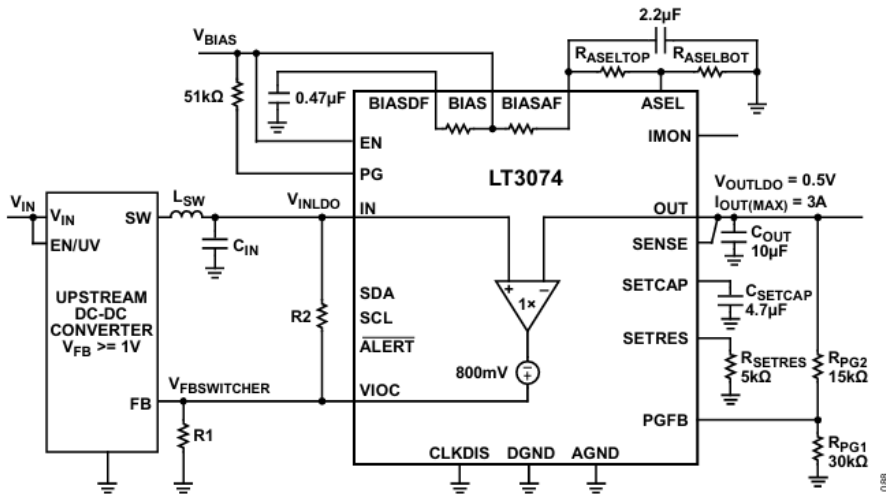 2.2µF
VBIAS
RASELTOP RASELBOT
51kΩ
0.47µF
BIASDF BIAS BIASAF ASEL
EN
IMON
PG
LT3074
VIN
LSW
VINLDO
VOUTLDO = 0.5V
IOUT(MAX) = 3A
VIN SW
IN OUT
EN/UV
CIN
SENSE
COUT
10µF
UPSTREAM
DC-DC
CONVERTER
VFB >= 1V
R2
SDA
SCL
ALERT
+ –
1×
SETCAP
CSETCAP
4.7µF
SETRES
RSETRES
5kΩ
RPG2
15kΩ
800mV
–
+
VFBSWITCHER
FB
VIOC
PGFB
R1
RPG1
30kΩ
CLKDIS DGND AGND